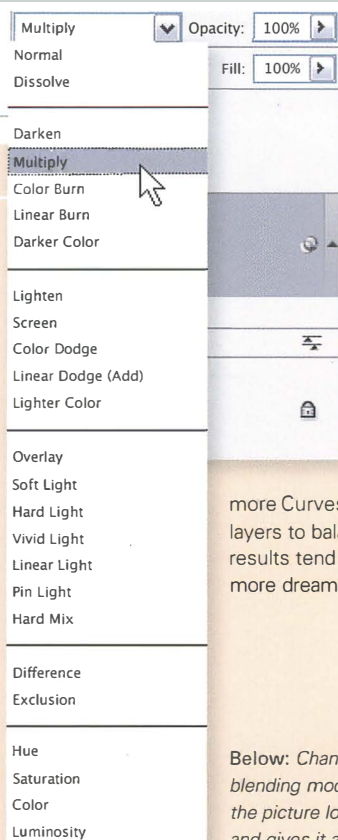 Multiply Opacity: 100%
Normal
Fill: 100%
Dissolve
Darken
Multiply
Color Burn
Linear Burn
Darker Color
Lighten
Screen
Color Dodge
Linear Dodge (Add)
Lighter Color
Overlay
Soft Light
Hard Light
Vivid Light
Linear Light
Pin Light
Hard Mix
Difference
Exclusion
Hue
Saturation
Color
Luminosity
more Curves
layers to bal
results tend
more dream
Below: Chan
blending mod
the picture lo
and gives it a